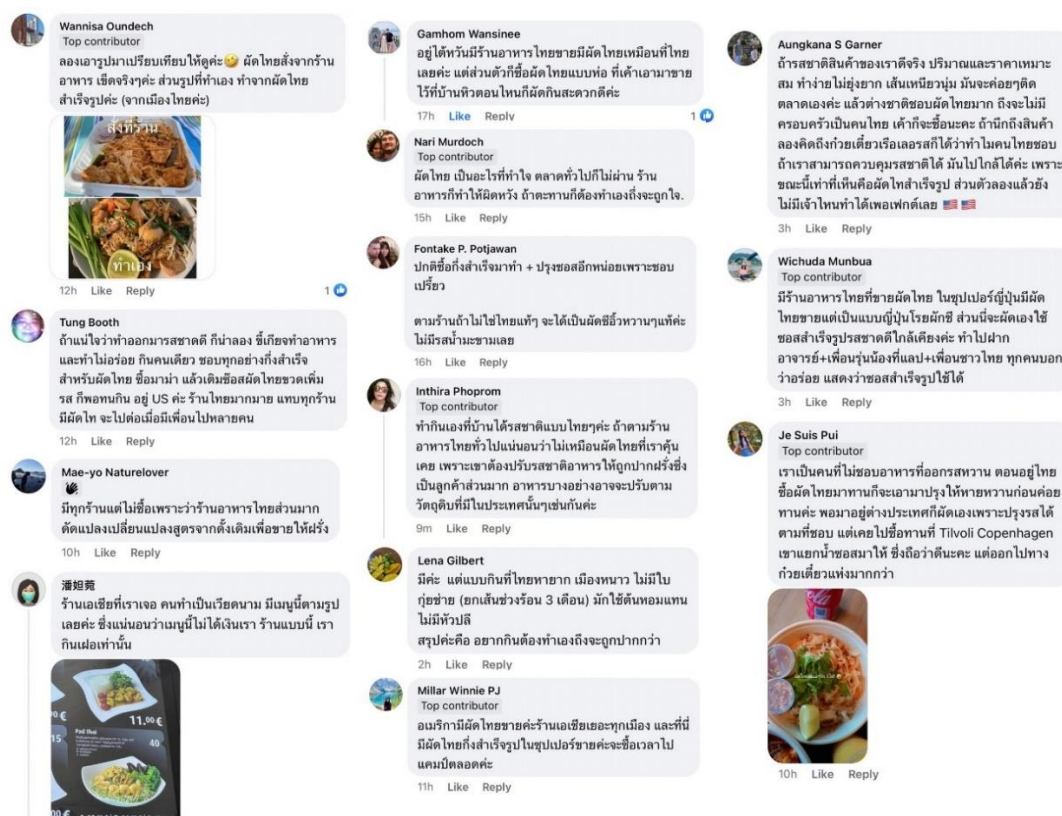 Wannisa Oundech
Top contributor
ลองเอารูปมาเปรียบเทียบให้ดูค่ะ🤣 ผัดไทยสั่งจากร้าน
อาหาร เข็ดจริงๆค่ะ ส่วนรูปที่ทำเอง ทำจากผัดไทย
สำเร็จรูปค่ะ (จากเมืองไทยค่ะ)
สั่งที่ร้าน
ทำเอง
12h Like Reply 1
Tung Booth
ถ้าแน่ใจว่าทำออกมารสชาดดี ก็น่าลอง ขี้เกียจทำอาหาร
และทำไม่อร่อย กินคนเดียว ชอบทุกอย่างกึ่งสำเร็จ
สำหรับผัดไทย ซื้อมาม่า แล้วเติมซ๊อสผัดไทยขวดเพิ่ม
รส ก็พอทนกิน อยู่ US ค่ะ ร้านไทยมากมาย แทบทุกร้าน
มีผัดไท จะไปต่อเมื่อมีเพื่อนไปหลายคน
12h Like Reply
Mae-yo Naturelover
👋
มีทุกร้านแต่ไม่ซื้อเพราะว่าร้านอาหารไทยส่วนมาก
ดัดแปลงเปลี่ยนแปลงสูตรจากดั้งเดิมเพื่อขายให้ฝรั่ง
10h Like Reply
潘妲菀
ร้านเอเชียที่เราเจอ คนทำเป็นเวียดนาม มีเมนูนี้ตามรูป
เลยค่ะ ซึ่งแน่นอนว่าเมนูนี้ไม่ได้เงินเรา ร้านแบบนี้ เรา
กินเฝอเท่านั้น
11.00 €
15
Pad Thai
40
Gamhom Wansinee
อยู่ไต้หวันมีร้านอาหารไทยขายมีผัดไทยเหมือนที่ไทย
เลยค่ะ แต่ส่วนตัวก็ซื้อผัดไทยแบบห่อ ที่เค้าเอามาขาย
ไว้ที่บ้านหิวตอนไหนก็ผัดกินสะดวกดีค่ะ
17h Like Reply 1
Nari Murdoch
Top contributor
ผัดไทย เป็นอะไรที่ทำใจ ตลาดทั่วไปก็ไม่ผ่าน ร้าน
อาหารก็ทำให้ผิดหวัง ถ้าตะทานก็ต้องทำเองถึงจะถูกใจ.
15h Like Reply
Fontake P. Potjawan
ปกติซื้อกึ่งสำเร็จมาทำ + ปรุงซอสอีกหน่อยเพราะชอบ
เปรี้ยว
ตามร้านถ้าไม่ใช่ไทยแท้ๆ จะได้เป็นผัดซีอิ้วหวานๆแท้ค่ะ
ไม่มีรสน้ำมะขามเลย
16h Like Reply
Inthira Phoprom
Top contributor
ทำกินเองที่บ้านได้รสชาติแบบไทยๆค่ะ ถ้าตามร้าน
อาหารไทยทั่วไปแน่นอนว่าไม่เหมือนผัดไทยที่เราคุ้น
เคย เพราะเขาต้องปรับรสชาติอาหารให้ถูกปากฝรั่งซึ่ง
เป็นลูกค้าส่วนมาก อาหารบางอย่างอาจจะปรับตาม
วัตถุดิบที่มีในประเทศนั้นๆเช่นกันค่ะ
9m Like Reply
Lena Gilbert
มีค่ะ แต่แบบกินที่ไทยหายาก เมืองหนาว ไม่มีใบ
กุ่ยช่าย (ยกเส้นช่วงร้อน 3 เดือน) มักใช้ต้นหอมแทน
ไม่มีหัวปลี
สรุปค่ะคือ อยากกินต้องทำเองถึงจะถูกปากกว่า
2h Like Reply
Millar Winnie PJ
Top contributor
อเมริกามีผัดไทยขายค่ะร้านเอเชียเยอะทุกเมือง และที่นี่
มีผัดไทยกึ่งสำเร็จรูปในซุปเปอร์ขายค่ะจะซื้อเวลาไป
แคมป์ตลอดค่ะ
11h Like Reply
Aungkana S Garner
ถ้ารสชาติสินค้าของเราดีจริง ปริมาณและราคาเหมาะ
สม ทำง่ายไม่ยุ่งยาก เส้นเหนียวนุ่ม มันจะค่อยๆติด
ตลาดเองค่ะ แล้วต่างชาติชอบผัดไทยมาก ถึงจะไม่มี
ครอบครัวเป็นคนไทย เค้าก็จะซื้อนะคะ ถ้านึกถึงสินค้า
ลองคิดถึงก๋วยเตี๋ยวเรือเลอรสก็ได้ว่าทำไมคนไทยชอบ
ถ้าเราสามารถควบคุมรสชาติได้ มันไปไกลได้ค่ะ เพราะ
ขณะนี้เท่าที่เห็นคือผัดไทสำเร็จรูป ส่วนตัวลองแล้วยัง
ไม่มีเจ้าไหนทำได้เพอเฟกต์เลย 🇺🇸 🇺🇸
3h Like Reply
Wichuda Munbua
Top contributor
มีร้านอาหารไทยที่ขายผัดไทย ในซุปเปอร์ญี่ปุ่นมีผัด
ไทยขายแต่เป็นแบบญี่ปุ่นโรยผักชี ส่วนนี่จะผัดเองใช้
ซอสสำเร็จรูปรสชาดดีใกล้เคียงค่ะ ทำไปฝาก
อาจารย์+เพื่อนรุ่นน้องที่แลป+เพื่อนชาวไทย ทุกคนบอก
ว่าอร่อย แสดงว่าซอสสำเร็จรูปใช้ได้
3h Like Reply
Je Suis Pui
Top contributor
เราเป็นคนที่ไม่ชอบอาหารที่ออกรสหวาน ตอนอยู่ไทย
ซื้อผัดไทยมาทานก็จะเอามาปรุงให้หายหวานก่อนค่อย
ทานค่ะ พอมาอยู่ต่างประเทศก็ผัดเองเพราะปรุงรสได้
ตามที่ชอบ แต่เคยไปซื้อทานที่ Tilvoli Copenhagen
เขาแยกน้ำซอสมาให้ ซึ่งถือว่าดีนะคะ แต่ออกไปทาง
ก๋วยเตี๋ยวแห่งมากกว่า
10h Like Reply